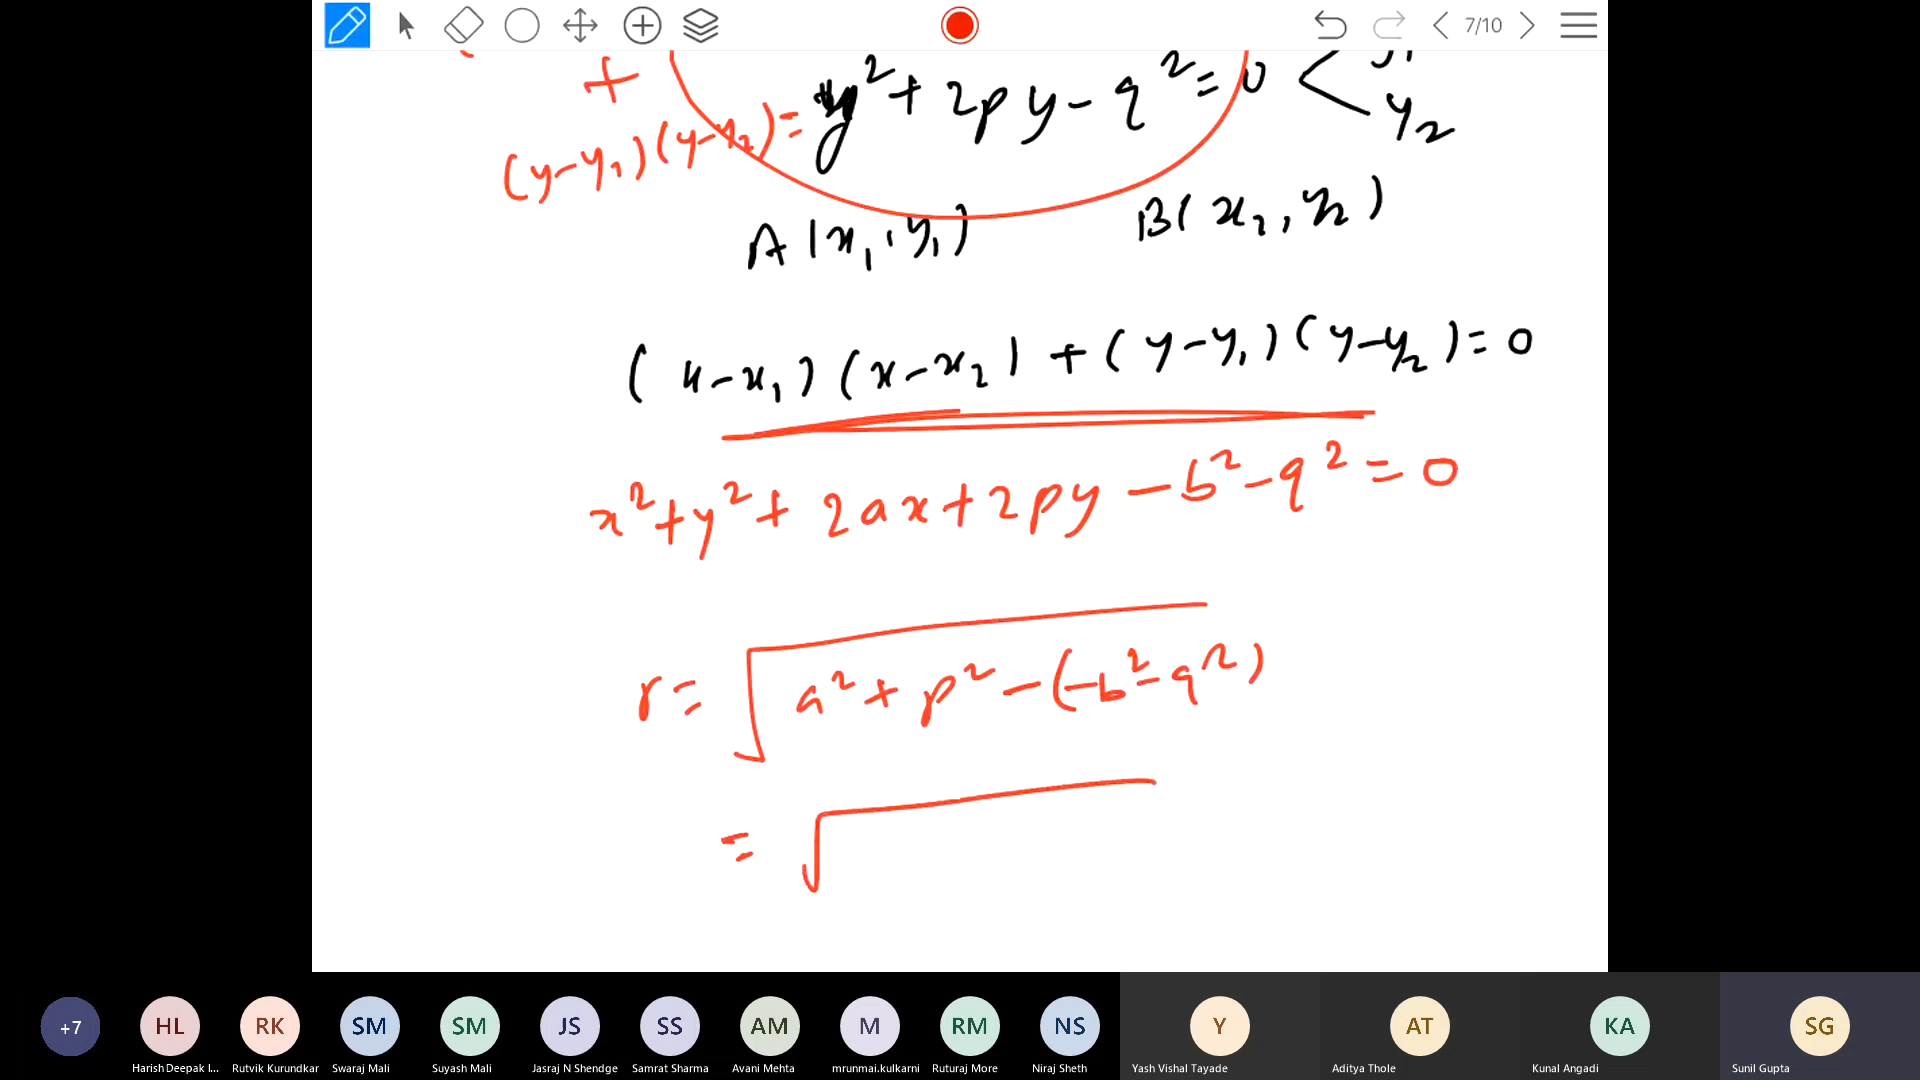 7/10
+
y² + 2py - q² = 0 <
y₂
(y-y₁)(y-y₂) =
A(x₁, y₁) B(x₂, y₂)
(x-x₁)(x-x₂) + (y-y₁)(y-y₂) = 0
x² + y² + 2ax + 2py - b² - q² = 0
r = √a² + p² - (-b² - q²)
= √
+7 HL RK SM SM JS SS AM M RM NS Y AT KA SG
Harish Deepak I... Rutvik Kurundkar Swaraj Mali Suyash Mali Jasraj N Shendge Samrat Sharma Avani Mehta mrunmai.kulkarni Ruturaj More Niraj Sheth Yash Vishal Tayade Aditya Thole Kunal Angadi Sunil Gupta